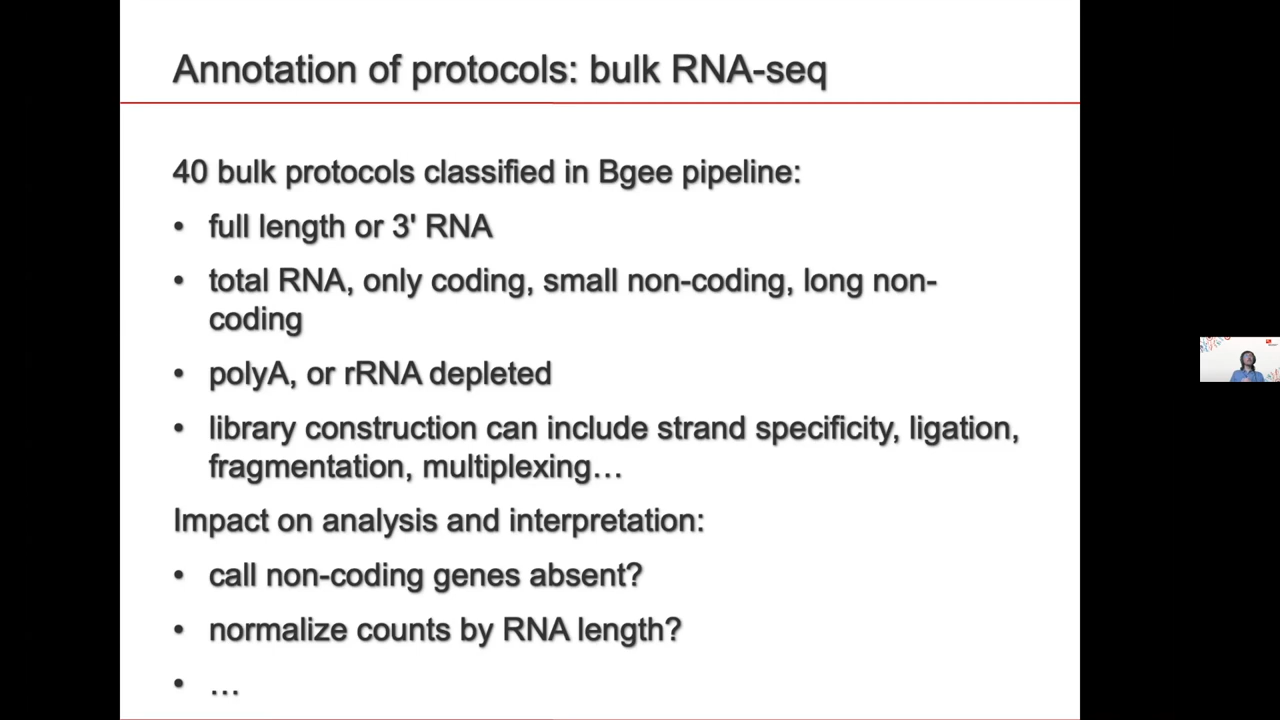 Annotation of protocols: bulk RNA-seq
40 bulk protocols classified in Bgee pipeline:
• full length or 3' RNA
• total RNA, only coding, small non-coding, long non-
coding
• polyA, or rRNA depleted
• library construction can include strand specificity, ligation,
fragmentation, multiplexing…
Impact on analysis and interpretation:
• call non-coding genes absent?
• normalize counts by RNA length?
• …